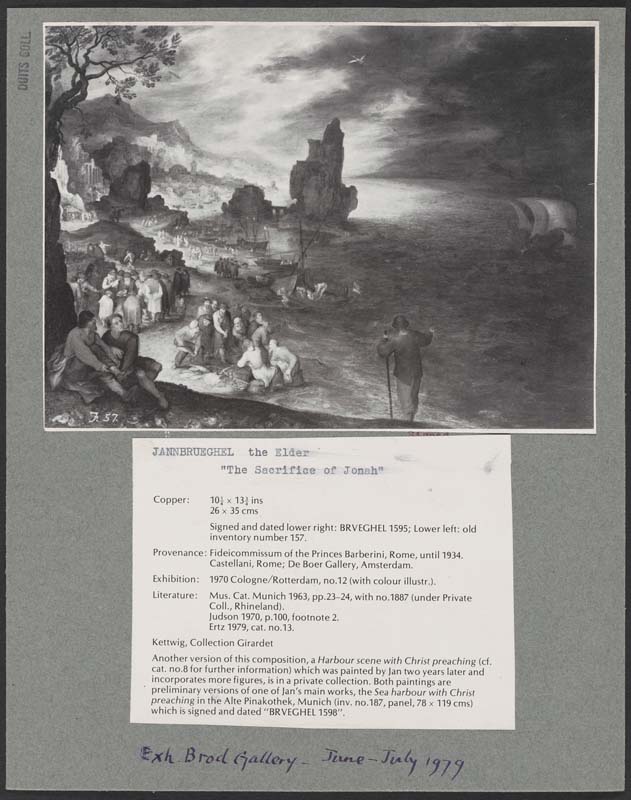 DUITS COLL
F. 57.
JANNBRUEGHEL the Elder
"The Sacrifice of Jonah"
Copper: 10¼ × 13¾ ins
26 × 35 cms
Signed and dated lower right: BRVEGHEL 1595; Lower left: old
inventory number 157.
Provenance: Fideicommissum of the Princes Barberini, Rome, until 1934.
Castellani, Rome; De Boer Gallery, Amsterdam.
Exhibition: 1970 Cologne/Rotterdam, no.12 (with colour illustr.).
Literature: Mus. Cat. Munich 1963, pp.23–24, with no.1887 (under Private
Coll., Rhineland).
Judson 1970, p.100, footnote 2.
Ertz 1979, cat. no.13.
Kettwig, Collection Girardet
Another version of this composition, a Harbour scene with Christ preaching (cf.
cat. no.8 for further information) which was painted by Jan two years later and
incorporates more figures, is in a private collection. Both paintings are
preliminary versions of one of Jan's main works, the Sea harbour with Christ
preaching in the Alte Pinakothek, Munich (inv. no.187, panel, 78 × 119 cms)
which is signed and dated "BRVEGHEL 1598".
Exh. Brod Gallery – June – July 1979